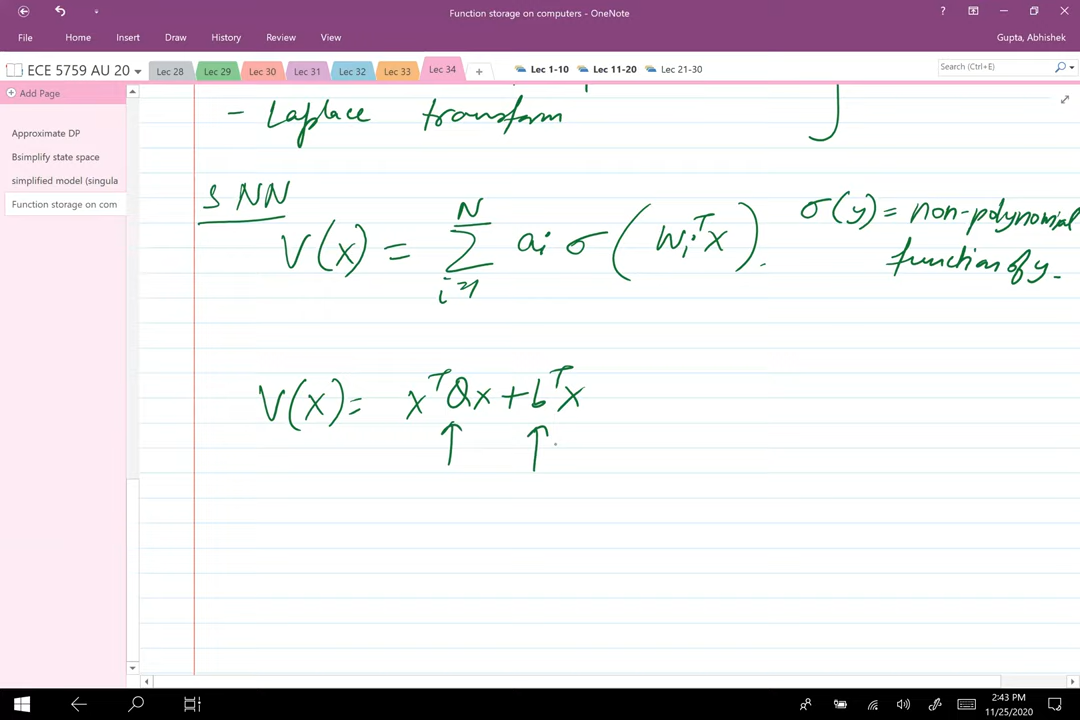 Function storage on computers - OneNote
Gupta, Abhishek
File Home Insert Draw History Review View
ECE 5759 AU 20 Lec 28 Lec 29 Lec 30 Lec 31 Lec 32 Lec 33 Lec 34 + Lec 1-10 Lec 11-20 Lec 21-30 Search (Ctrl+E)
Add Page
Approximate DP
Bsimplify state space
simplified model (singula
Function storage on com
- Laplace transform
S NN
V(x) = \sum_{i=1}^{N} a_i σ(W_i^T x).
σ(y) = non-polynomial
function of y.
V(x) = x^T Q x + b^T x
↑ ↑
2:43 PM
11/25/2020